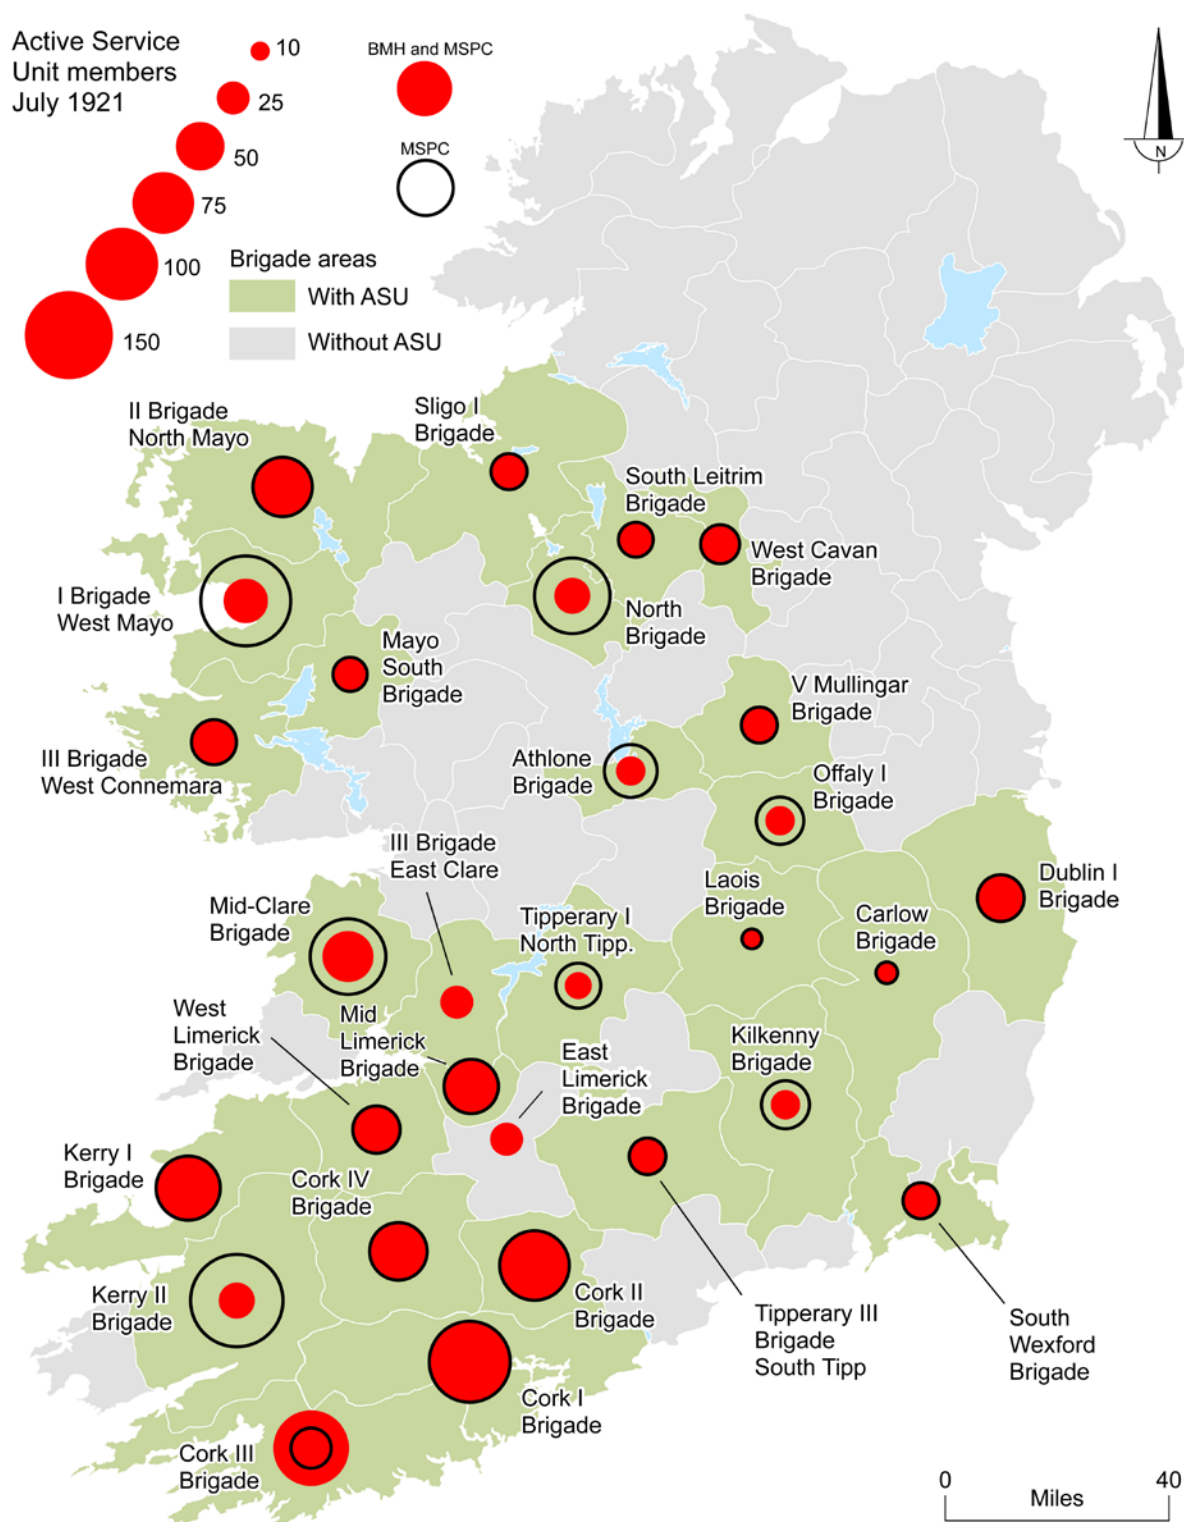 Active Service
Unit members
July 1921
10
25
50
75
100
150
BMH and MSPC
MSPC
Brigade areas
With ASU
Without ASU
N
II Brigade
North Mayo
Sligo I
Brigade
South Leitrim
Brigade
West Cavan
Brigade
I Brigade
West Mayo
North
Brigade
Mayo
South
Brigade
V Mullingar
Brigade
III Brigade
West Connemara
Athlone
Brigade
Offaly I
Brigade
III Brigade
East Clare
Laois
Brigade
Dublin I
Brigade
Mid-Clare
Brigade
Tipperary I
North Tipp.
Carlow
Brigade
West
Limerick
Brigade
Mid
Limerick
Brigade
East
Limerick
Brigade
Kilkenny
Brigade
Kerry I
Brigade
Cork IV
Brigade
Kerry II
Brigade
Cork II
Brigade
Tipperary III
Brigade
South Tipp
South
Wexford
Brigade
Cork I
Brigade
Cork III
Brigade
0
40
Miles